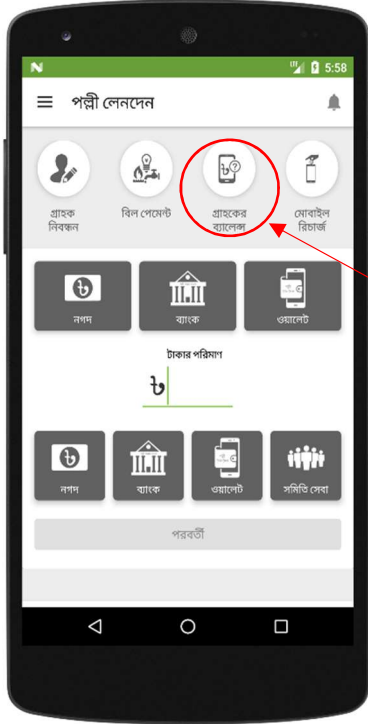 5:58
পল্লী লেনদেন
গ্রাহক
নিবন্ধন
বিল পেমেন্ট
গ্রাহকের
ব্যালেন্স
মোবাইল
রিচার্জ
নগদ
ব্যাংক
ওয়ালেট
টাকার পরিমাণ
৳
নগদ
ব্যাংক
ওয়ালেট
সমিতি সেবা
পরবর্তী